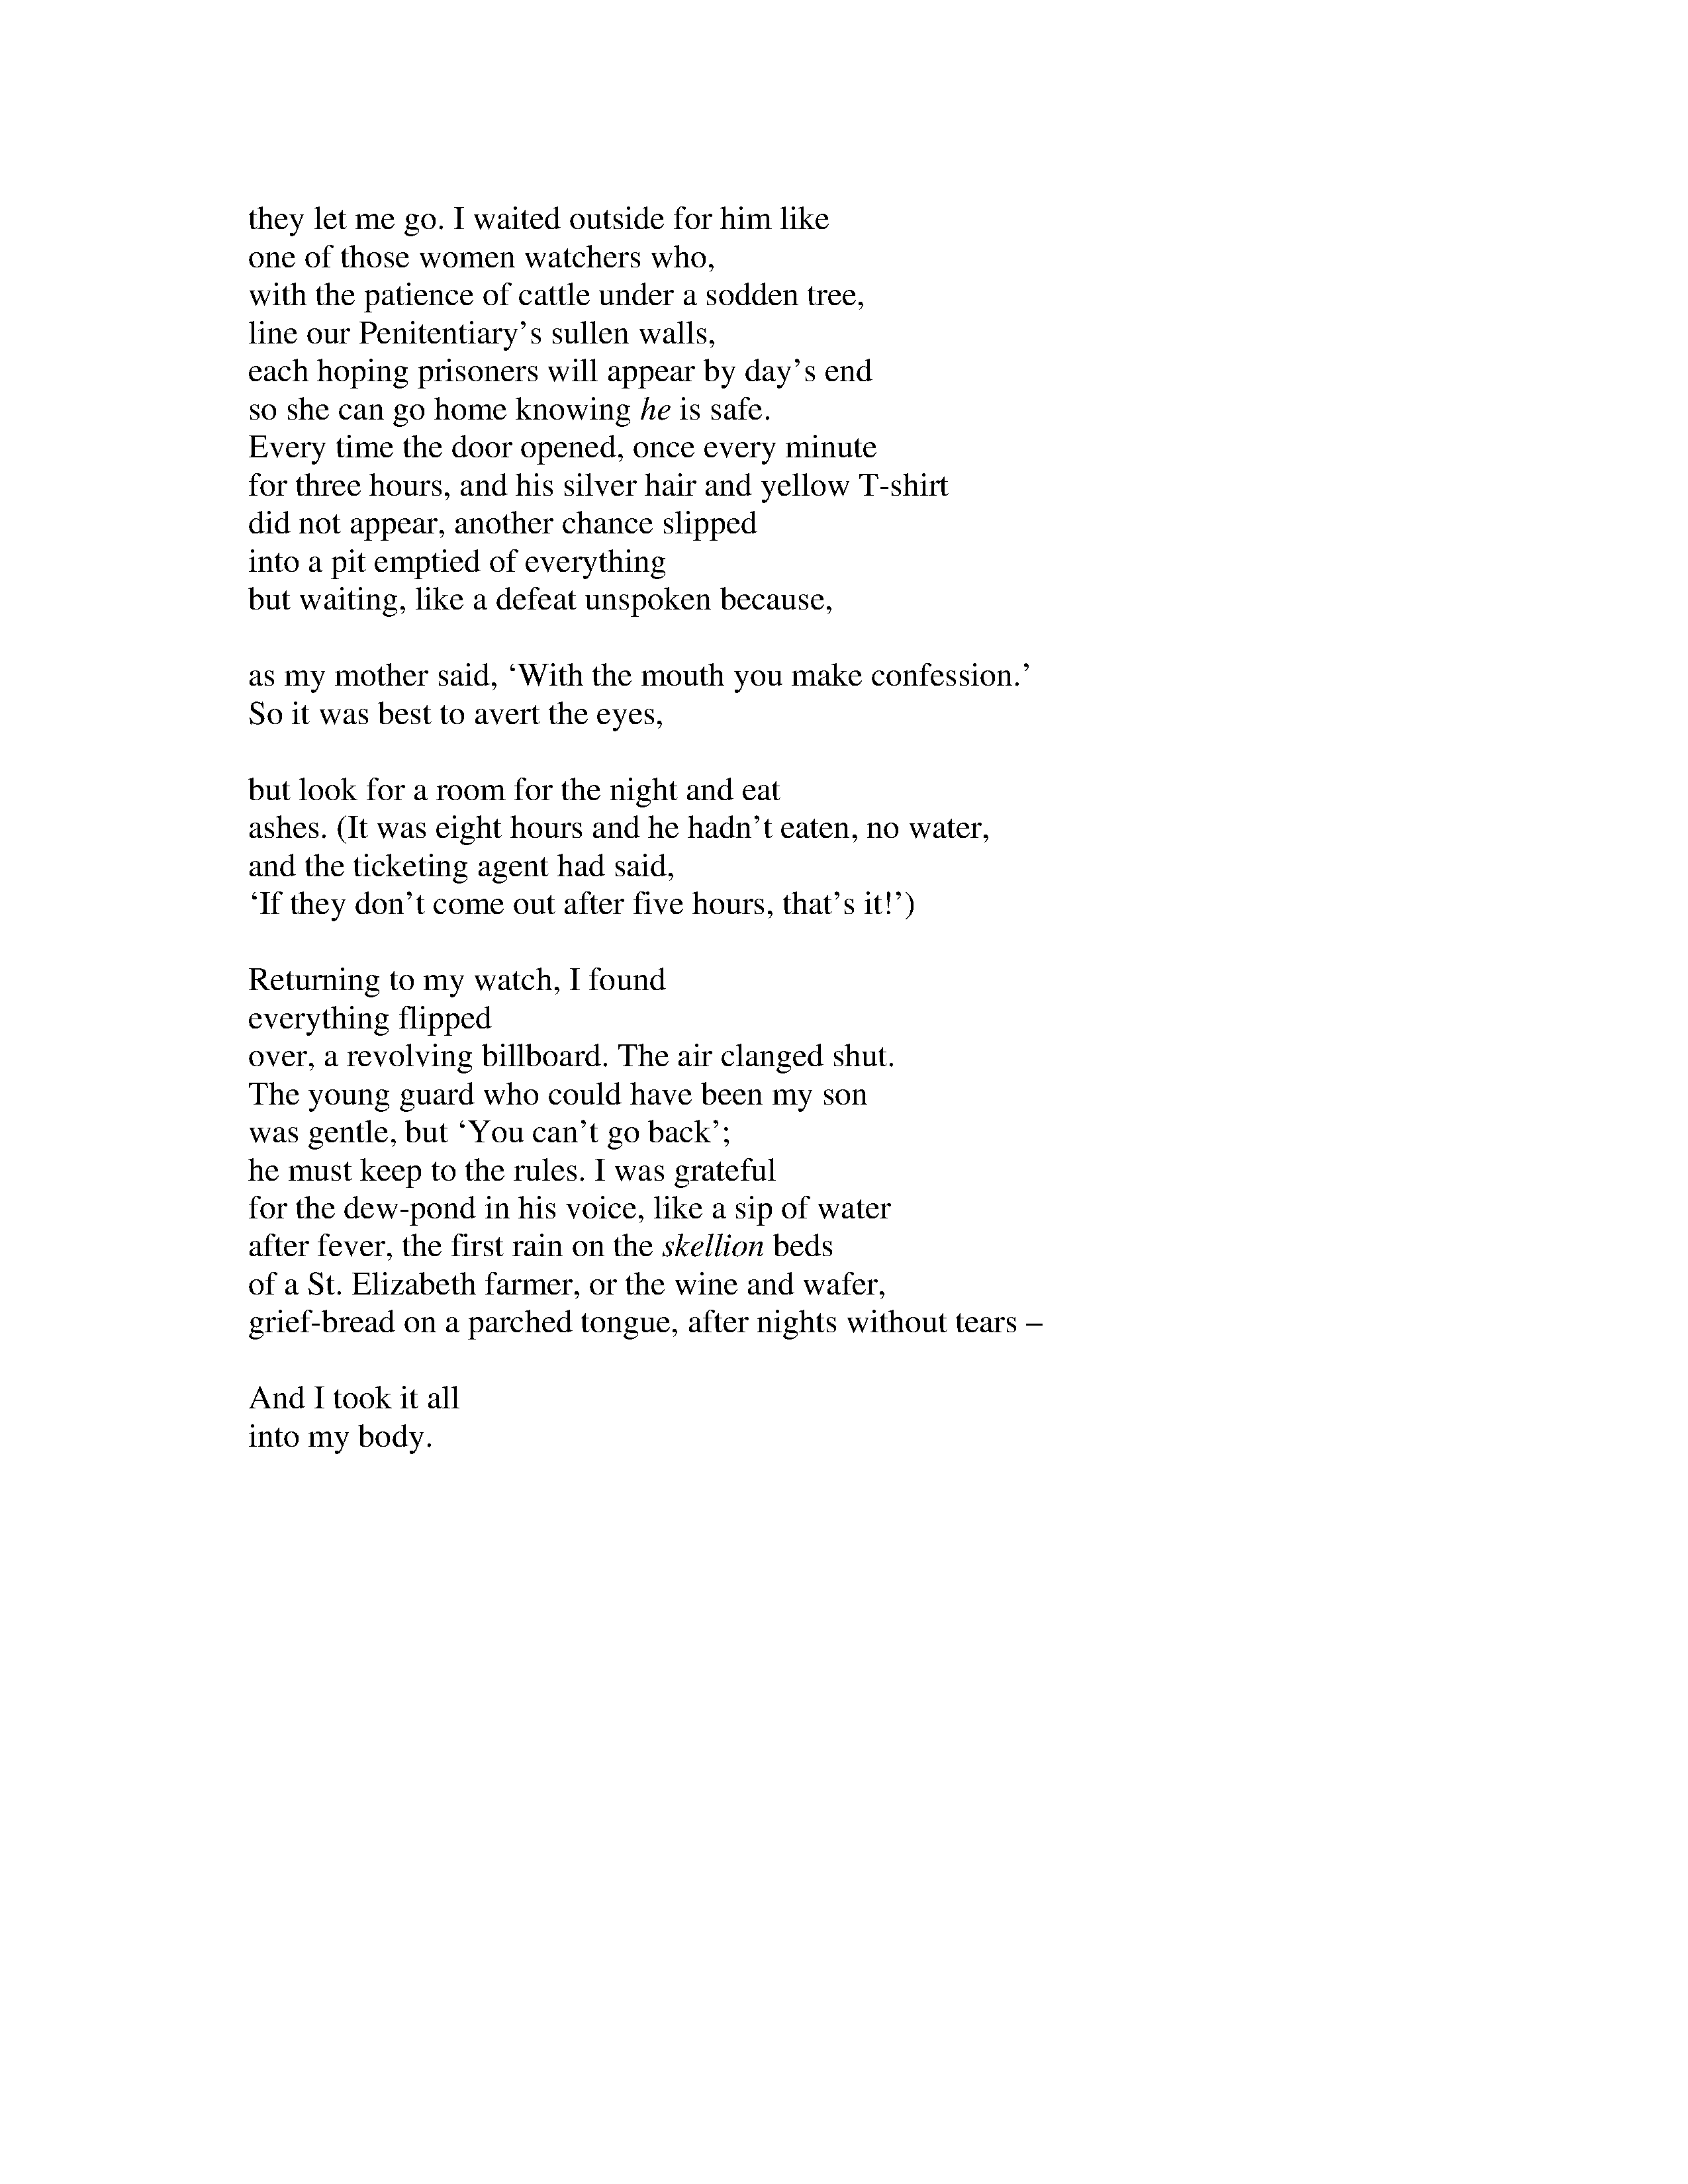 they let me go. I waited outside for him like
one of those women watchers who,
with the patience of cattle under a sodden tree,
line our Penitentiary’s sullen walls,
each hoping prisoners will appear by day’s end
so she can go home knowing he is safe.
Every time the door opened, once every minute
for three hours, and his silver hair and yellow T-shirt
did not appear, another chance slipped
into a pit emptied of everything
but waiting, like a defeat unspoken because,

as my mother said, ‘With the mouth you make confession.’
So it was best to avert the eyes,

but look for a room for the night and eat
ashes. (It was eight hours and he hadn’t eaten, no water,
and the ticketing agent had said,
‘If they don’t come out after five hours, that’s it!’)

Returning to my watch, I found
everything flipped
over, a revolving billboard. The air clanged shut.
The young guard who could have been my son
was gentle, but ‘You can’t go back’;
he must keep to the rules. I was grateful
for the dew-pond in his voice, like a sip of water
after fever, the first rain on the skellion beds
of a St. Elizabeth farmer, or the wine and wafer,
grief-bread on a parched tongue, after nights without tears –

And I took it all
into my body.